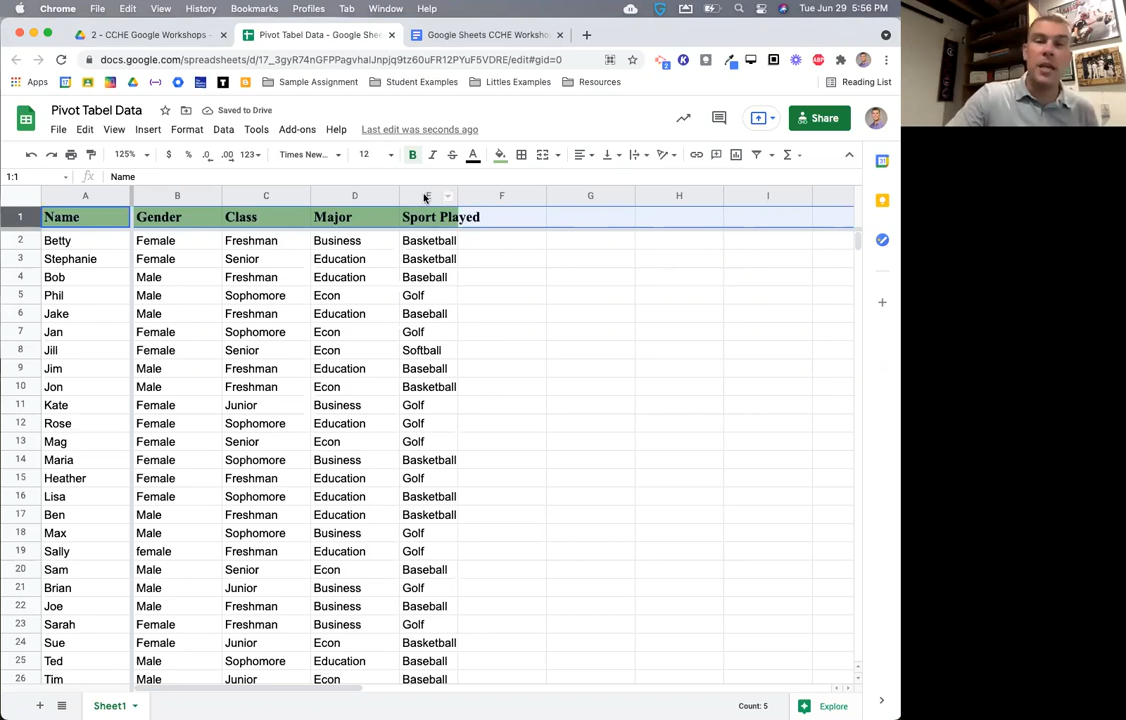 Chrome File Edit View History Bookmarks Profiles Tab Window Help Tue Jun 29 5:56 PM
2 - CCHE Google Workshops - Pivot Tabel Data - Google She Google Sheets CCHE Worksho
docs.google.com/spreadsheets/d/17_3gyR74nGFPPagvhalJnpjq9tz60uFR12PYuF5VDRE/edit#gid=0
Apps Sample Assignment Student Examples Littles Examples Resources Reading List
Pivot Tabel Data Saved to Drive
File Edit View Insert Format Data Tools Add-ons Help Last edit was seconds ago Share
125% $ % .0 .00 123 Times New... 12 B I S A
1:1 fx Name
A B C D E F G H I
1 Name Gender Class Major Sport Played
2 Betty Female Freshman Business Basketball
3 Stephanie Female Senior Education Basketball
4 Bob Male Freshman Education Baseball
5 Phil Male Sophomore Econ Golf
6 Jake Male Freshman Education Baseball
7 Jan Female Sophomore Econ Golf
8 Jill Female Senior Econ Softball
9 Jim Male Freshman Education Baseball
10 Jon Male Freshman Econ Basketball
11 Kate Female Junior Business Golf
12 Rose Female Sophomore Education Golf
13 Mag Female Senior Econ Golf
14 Maria Female Sophomore Business Basketball
15 Heather Female Freshman Education Golf
16 Lisa Female Sophomore Education Basketball
17 Ben Male Freshman Education Basketball
18 Max Male Sophomore Business Golf
19 Sally female Freshman Education Golf
20 Sam Male Senior Econ Baseball
21 Brian Male Junior Business Golf
22 Joe Male Freshman Business Baseball
23 Sarah Female Freshman Business Golf
24 Sue Female Junior Econ Basketball
25 Ted Male Sophomore Education Baseball
26 Tim Male Junior Econ Baseball
Sheet1 Count: 5 Explore